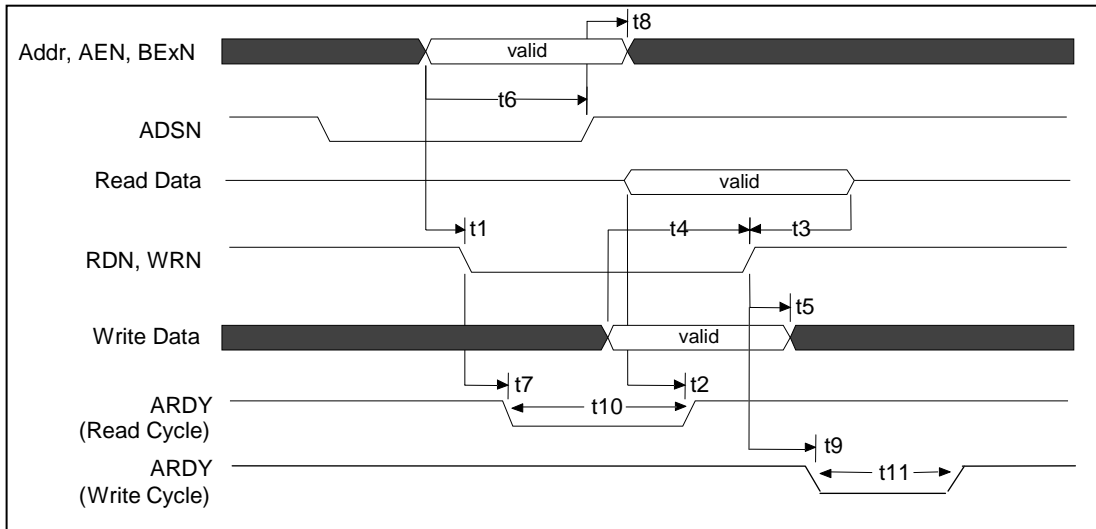 t8
Addr, AEN, BExN
valid
t6
ADSN
Read Data
valid
t1
t4
t3
RDN, WRN
t5
Write Data
valid
t7
t2
ARDY
(Read Cycle)
t10
t9
ARDY
(Write Cycle)
t11